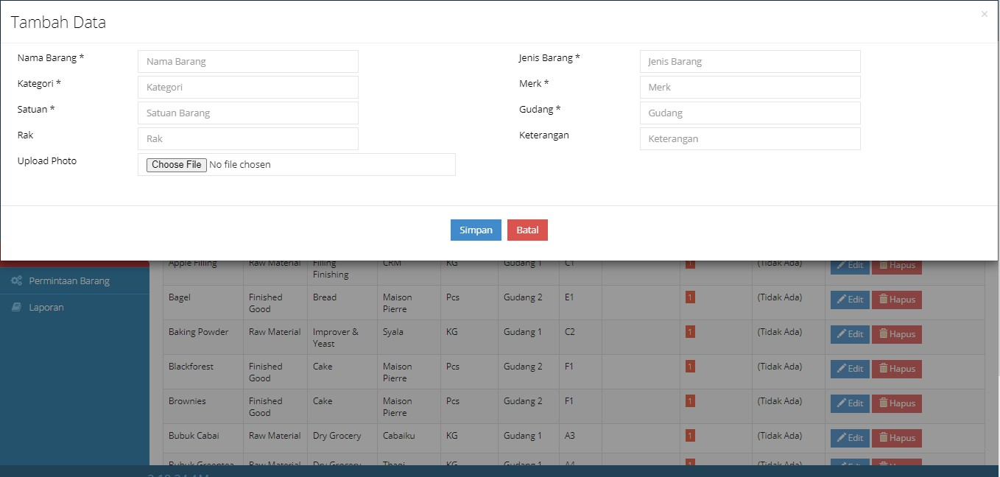 Tambah Data ×
Nama Barang * Nama Barang Jenis Barang * Jenis Barang
Kategori * Kategori Merk * Merk
Satuan * Satuan Barang Gudang * Gudang
Rak Rak Keterangan Keterangan
Upload Photo Choose File No file chosen
Simpan Batal
Apple Filling Raw Material Filling CRM KG Gudang 1 C1 1 (Tidak Ada) Edit Hapus
Finishing
Permintaan Barang
Laporan
Bagel Finished Bread Maison Pcs Gudang 2 E1 1 (Tidak Ada) Edit Hapus
Good Pierre
Baking Powder Raw Material Improver & Syala KG Gudang 1 C2 1 (Tidak Ada) Edit Hapus
Yeast
Blackforest Finished Cake Maison Pcs Gudang 2 F1 1 (Tidak Ada) Edit Hapus
Good Pierre
Brownies Finished Cake Maison Pcs Gudang 2 F1 1 (Tidak Ada) Edit Hapus
Good Pierre
Bubuk Cabai Raw Material Dry Grocery Cabaiku KG Gudang 1 A3 1 (Tidak Ada) Edit Hapus
Bubuk Greentea Raw Material Dry Grocery KG Gudang 1 A4 1 (Tidak Ada) Edit